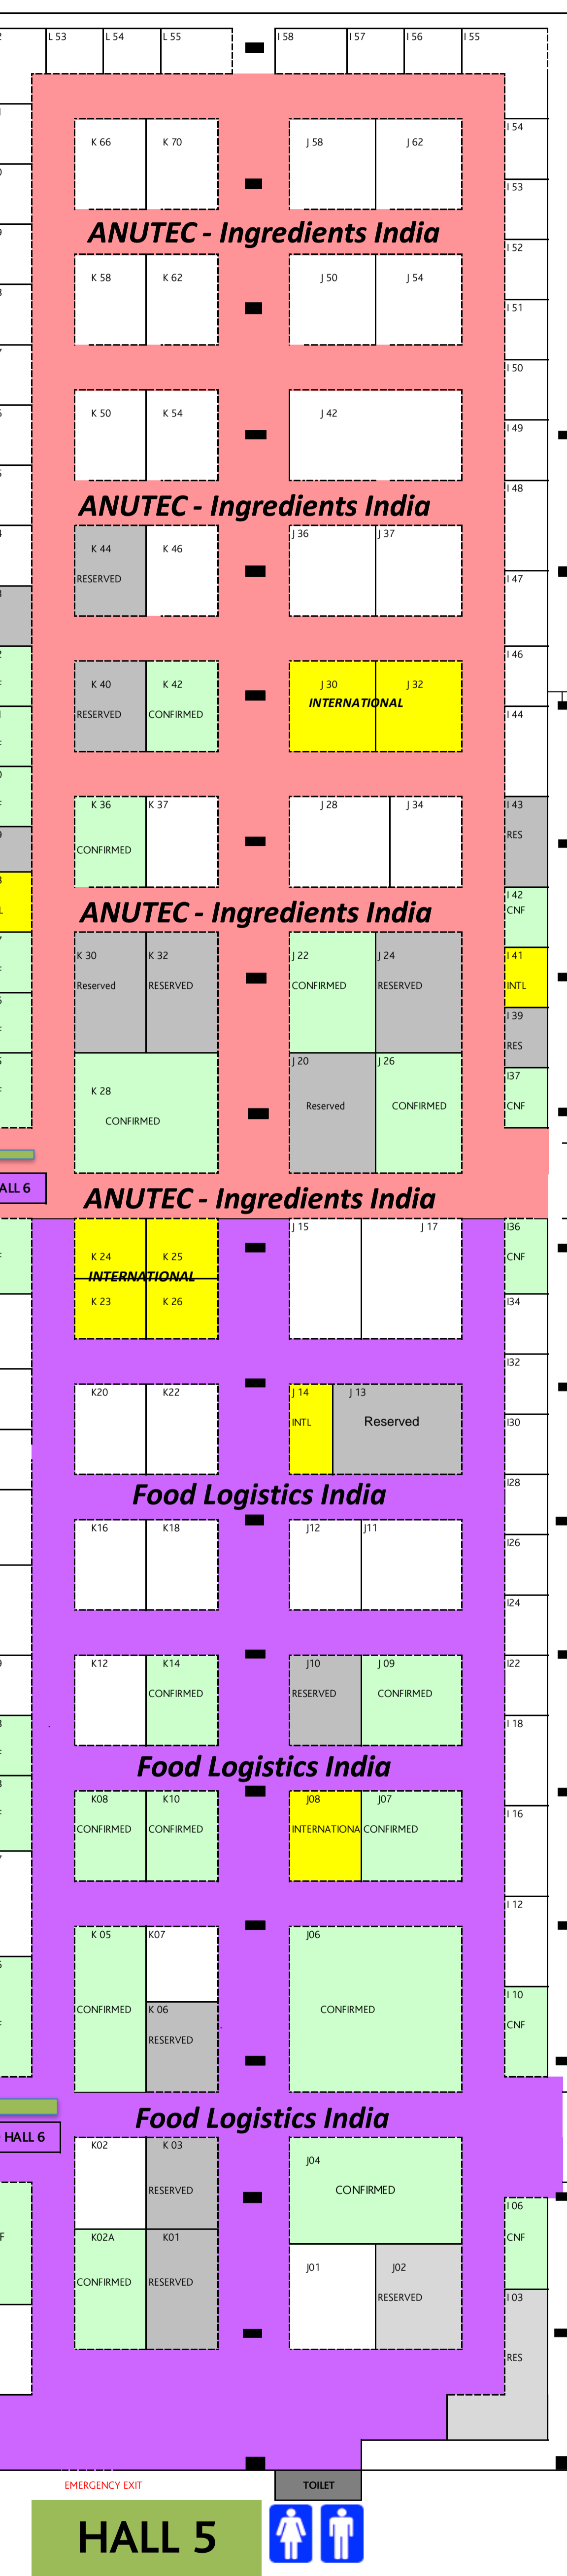 L 53 L 54 L 55 I 58 I 57 I 56 I 55
K 66 K 70 J 58 J 62 I 54
I 53
ANUTEC - Ingredients India
I 52
K 58 K 62 J 50 J 54
I 51
I 50
K 50 K 54 J 42
I 49
I 48
ANUTEC - Ingredients India
J 36 J 37
K 44 K 46
RESERVED I 47
I 46
K 40 K 42 J 30 J 32
INTERNATIONAL
RESERVED CONFIRMED I 44
K 36 K 37 J 28 J 34 I 43
RES
CONFIRMED
I 42
ANUTEC - Ingredients India CNF
K 30 K 32 J 22 J 24 I 41
Reserved RESERVED CONFIRMED RESERVED INTL
I 39
RES
J 20 J 26
I37
K 28
Reserved CONFIRMED CNF
CONFIRMED
ALL 6
ANUTEC - Ingredients India
J 15 J 17 I36
K 24 K 25 CNF
INTERNATIONAL
K 23 K 26 I34
I32
K20 K22 J 14 J 13
INTL Reserved I30
I28
Food Logistics India
K16 K18 J12 J11
I26
I24
K12 K14 J10 J 09 I22
CONFIRMED RESERVED CONFIRMED
I 18
Food Logistics India
K08 K10 J08 J07
I 16
CONFIRMED CONFIRMED INTERNATIONA CONFIRMED
I 12
K 05 K07 J06
I 10
CONFIRMED K 06 CONFIRMED
CNF
RESERVED
Food Logistics India
HALL 6
K02 K 03
J04
RESERVED CONFIRMED
I 06
K02A K01 CNF
J01 J02
CONFIRMED RESERVED RESERVED I 03
RES
EMERGENCY EXIT TOILET
HALL 5